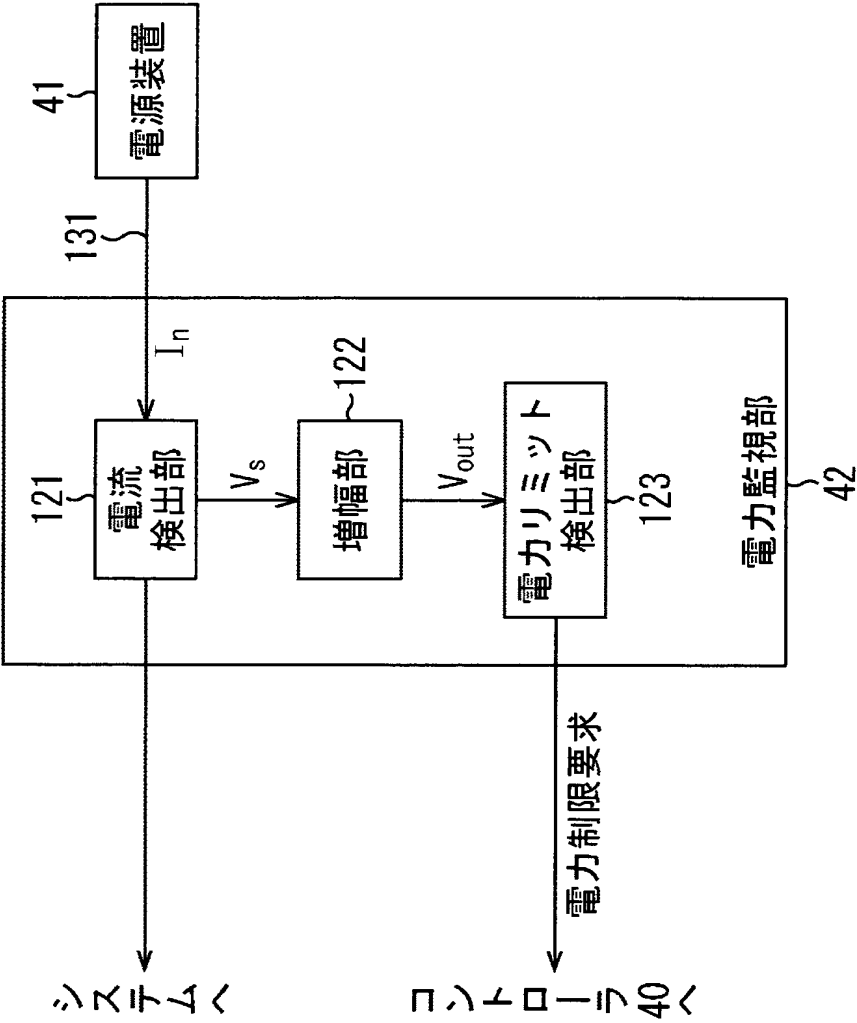 41
電源装置
131
Iₙ
121
電流
検出部
Vₛ
122
増幅部
Vout
電力リミット
検出部
123
電力監視部
42
電力制限要求
システムへ
コントローラ
40へ